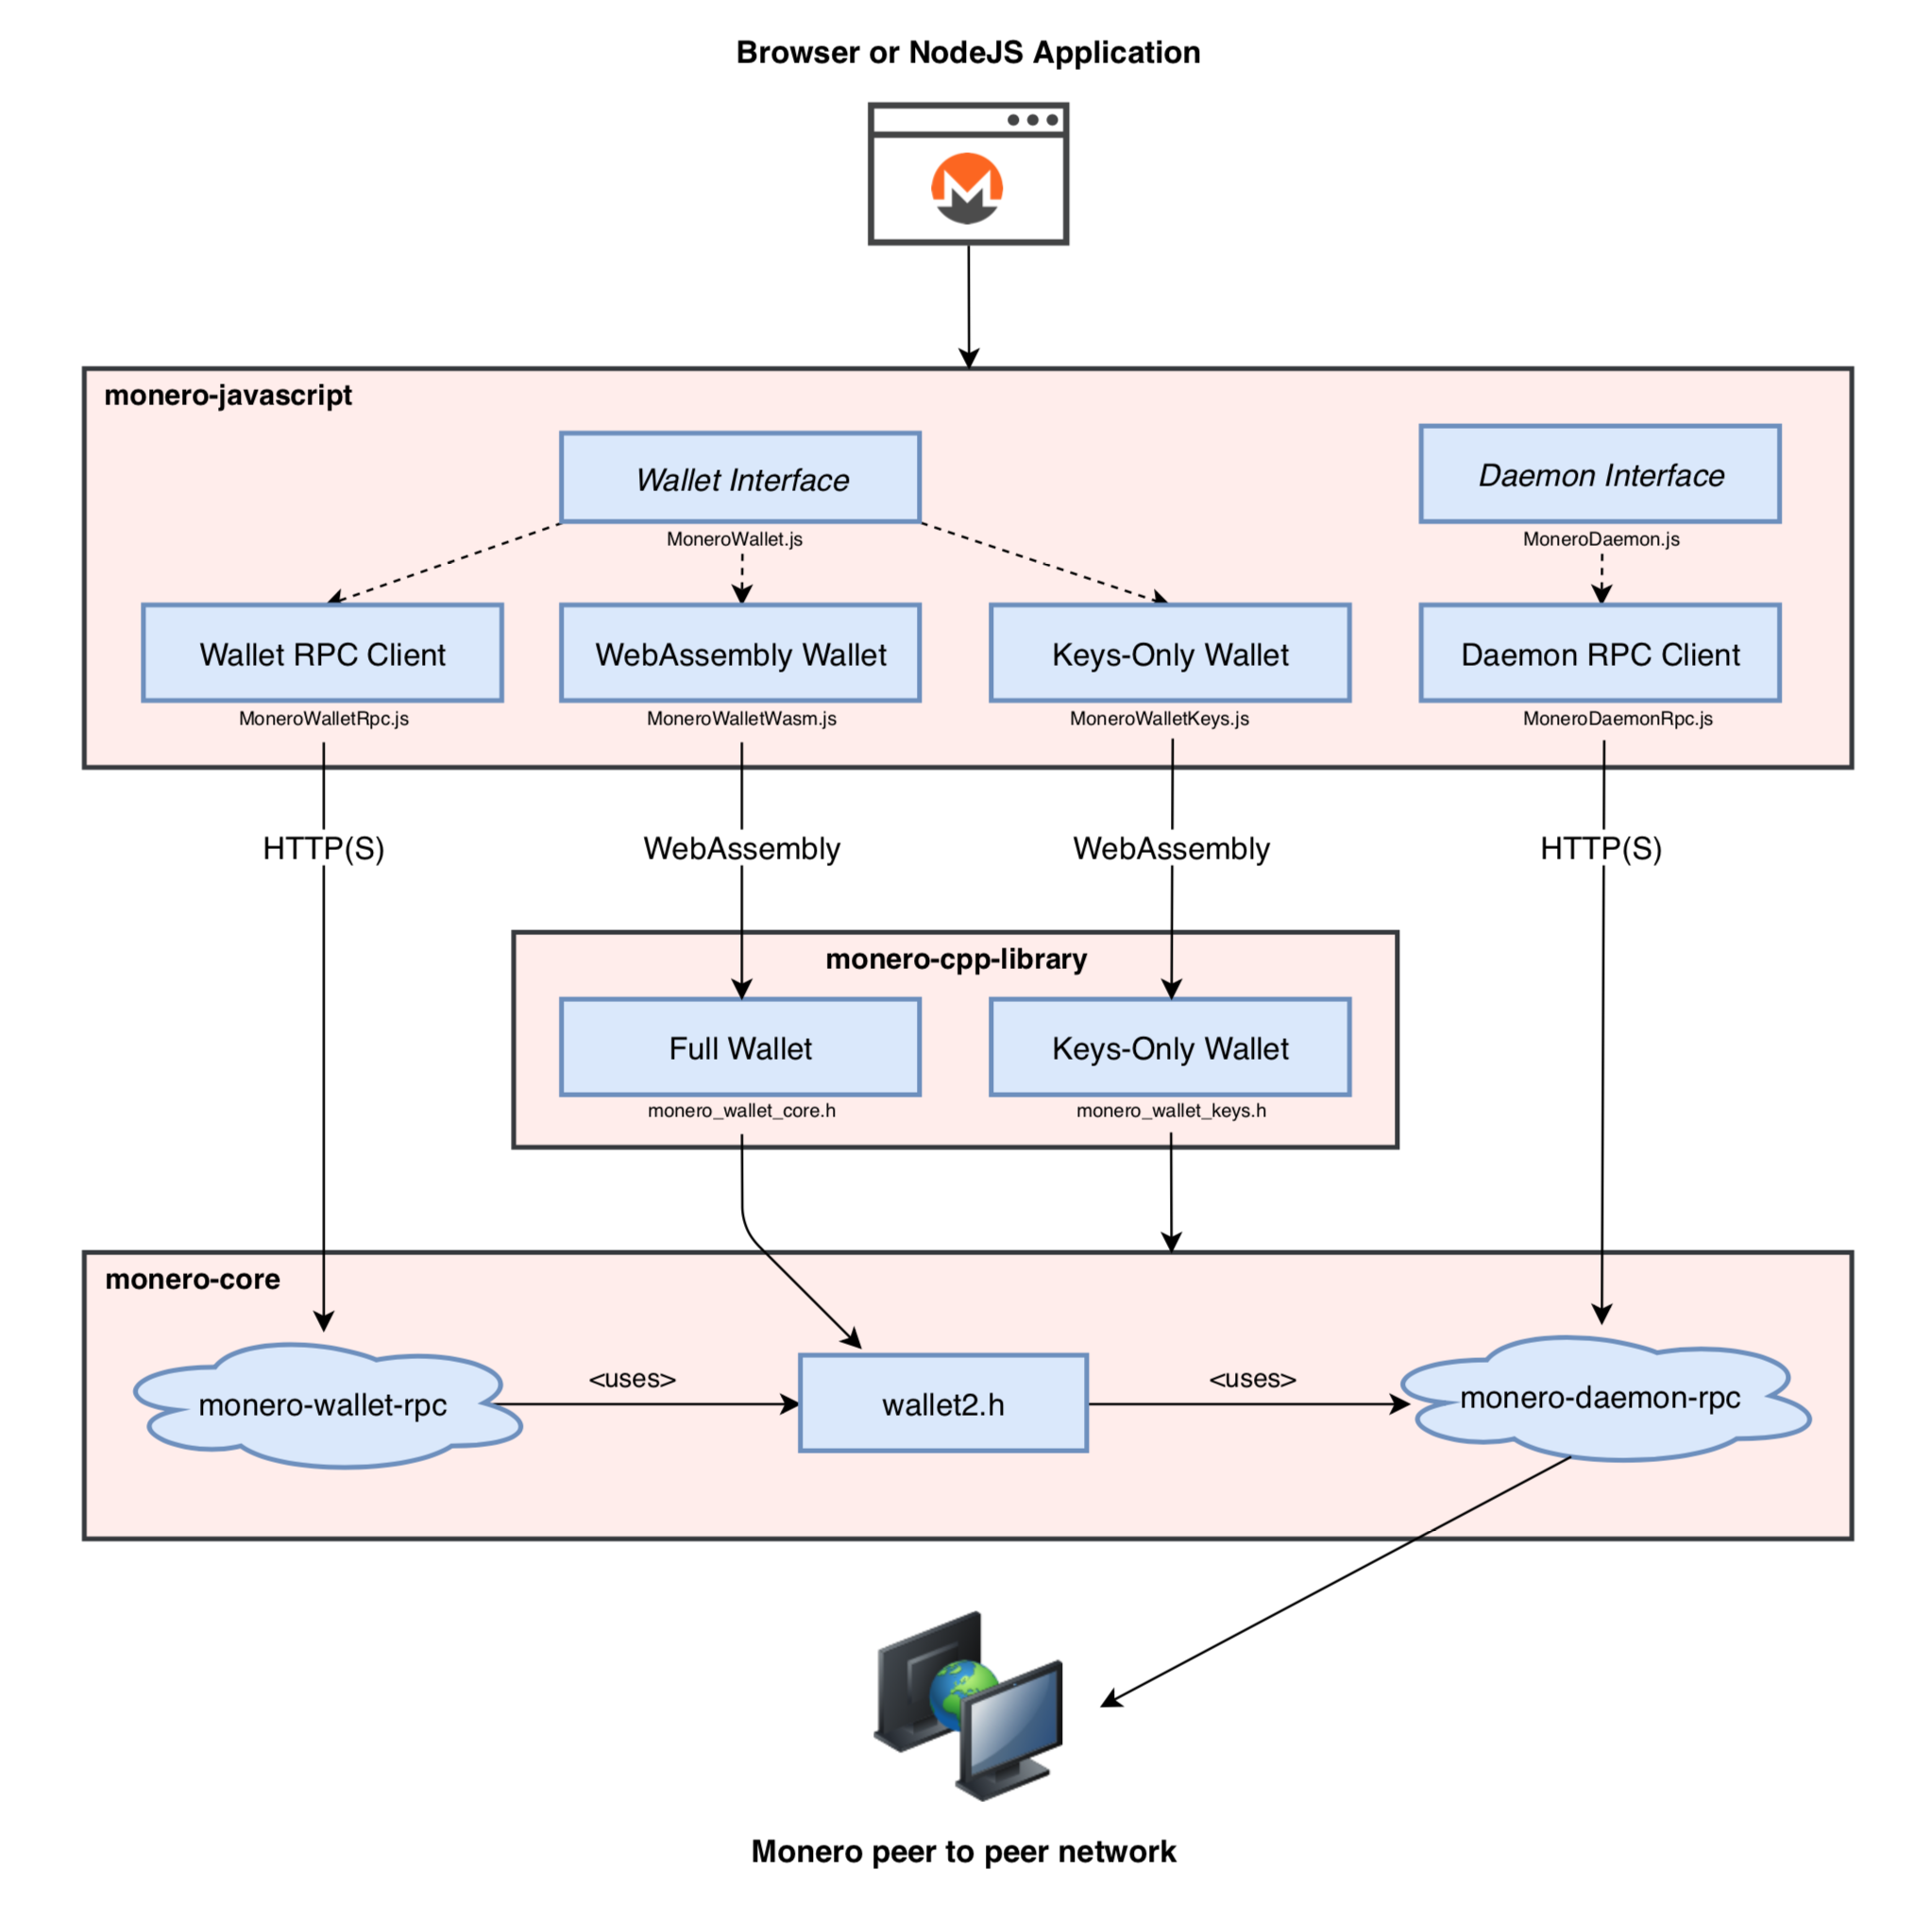 Browser or NodeJS Application
monero-javascript
Wallet Interface
Daemon Interface
MoneroWallet.js
MoneroDaemon.js
Wallet RPC Client
WebAssembly Wallet
Keys-Only Wallet
Daemon RPC Client
MoneroWalletRpc.js
MoneroWalletWasm.js
MoneroWalletKeys.js
MoneroDaemonRpc.js
HTTP(S)
WebAssembly
WebAssembly
HTTP(S)
monero-cpp-library
Full Wallet
Keys-Only Wallet
monero_wallet_core.h
monero_wallet_keys.h
monero-core
<uses>
<uses>
monero-wallet-rpc
wallet2.h
monero-daemon-rpc
Monero peer to peer network